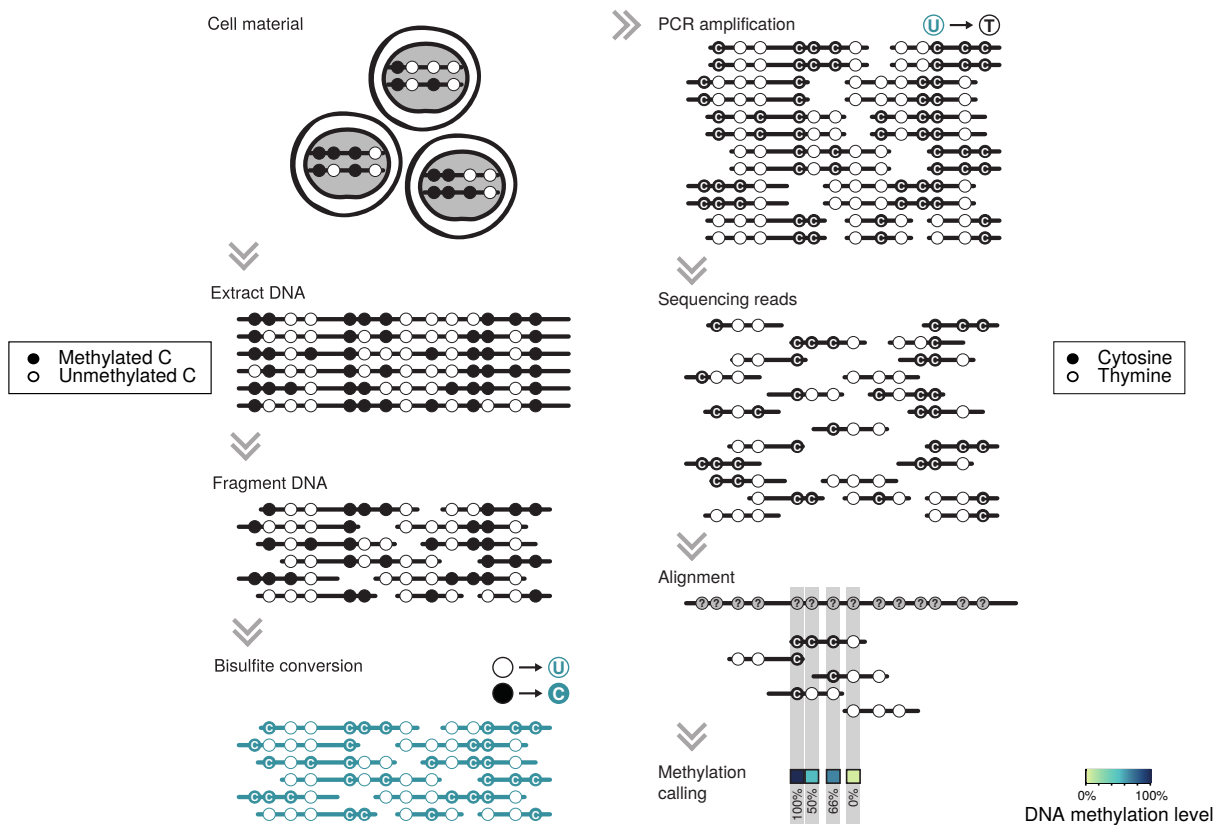 Cell material
Extract DNA
Methylated C
Unmethylated C
Fragment DNA
Bisulfite conversion
U
C
C C C C C C C
C C C C
C C C C C C
C C C C C
C C C C C C
C C C C
PCR amplification
U T
C C C C C C C
C C C C C C C
C C C C
C C C C
C C C C C C
C C C C C C
C C C C C
C C C C C
C C C C C C
C C C C C C
C C C C
C C C C
Sequencing reads
Cytosine
Thymine
C C C C
C C C C
C C C
C
C C C C C
C C C C
C
C C C C
C C C C C
C C
C C C C
C
Alignment
? ? ? ? ? ? ? ? ? ? ? ? ? ?
C C C
C
C
C
Methylation
calling
100% 50% 66% 0%
0% 100%
DNA methylation level